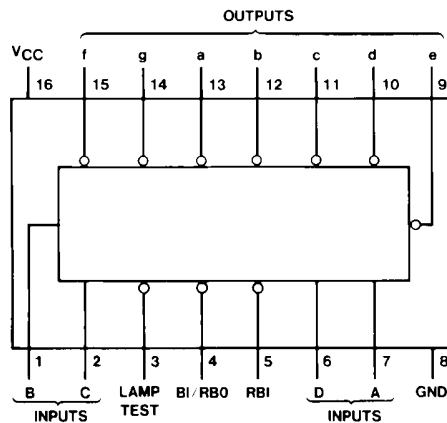 OUTPUTS
VCC f g a b c d e
16 15 14 13 12 11 10 9
1 2 3 4 5 6 7 8
B C LAMP TEST BI/RBO RBI D A GND
INPUTS INPUTS